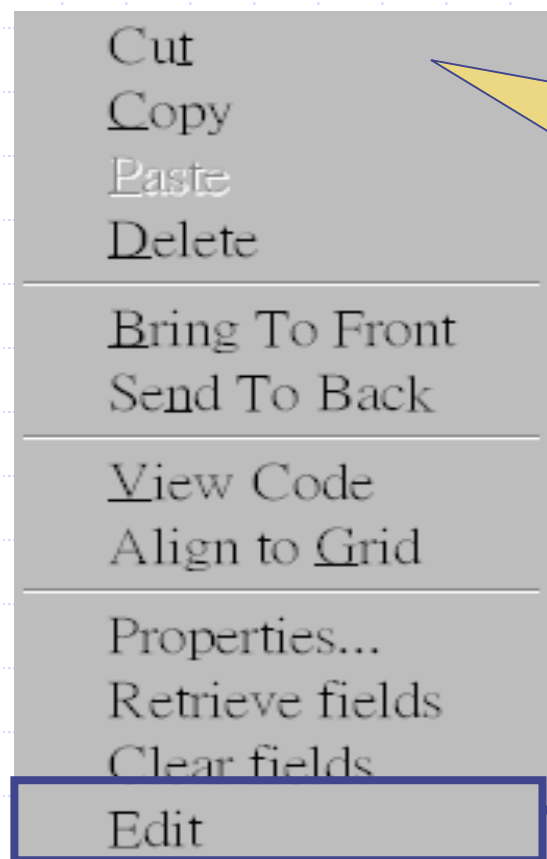 Cut
Copy
Paste
Delete
Bring To Front
Send To Back
View Code
Align to Grid
Properties...
Retrieve fields
Clear fields
Edit